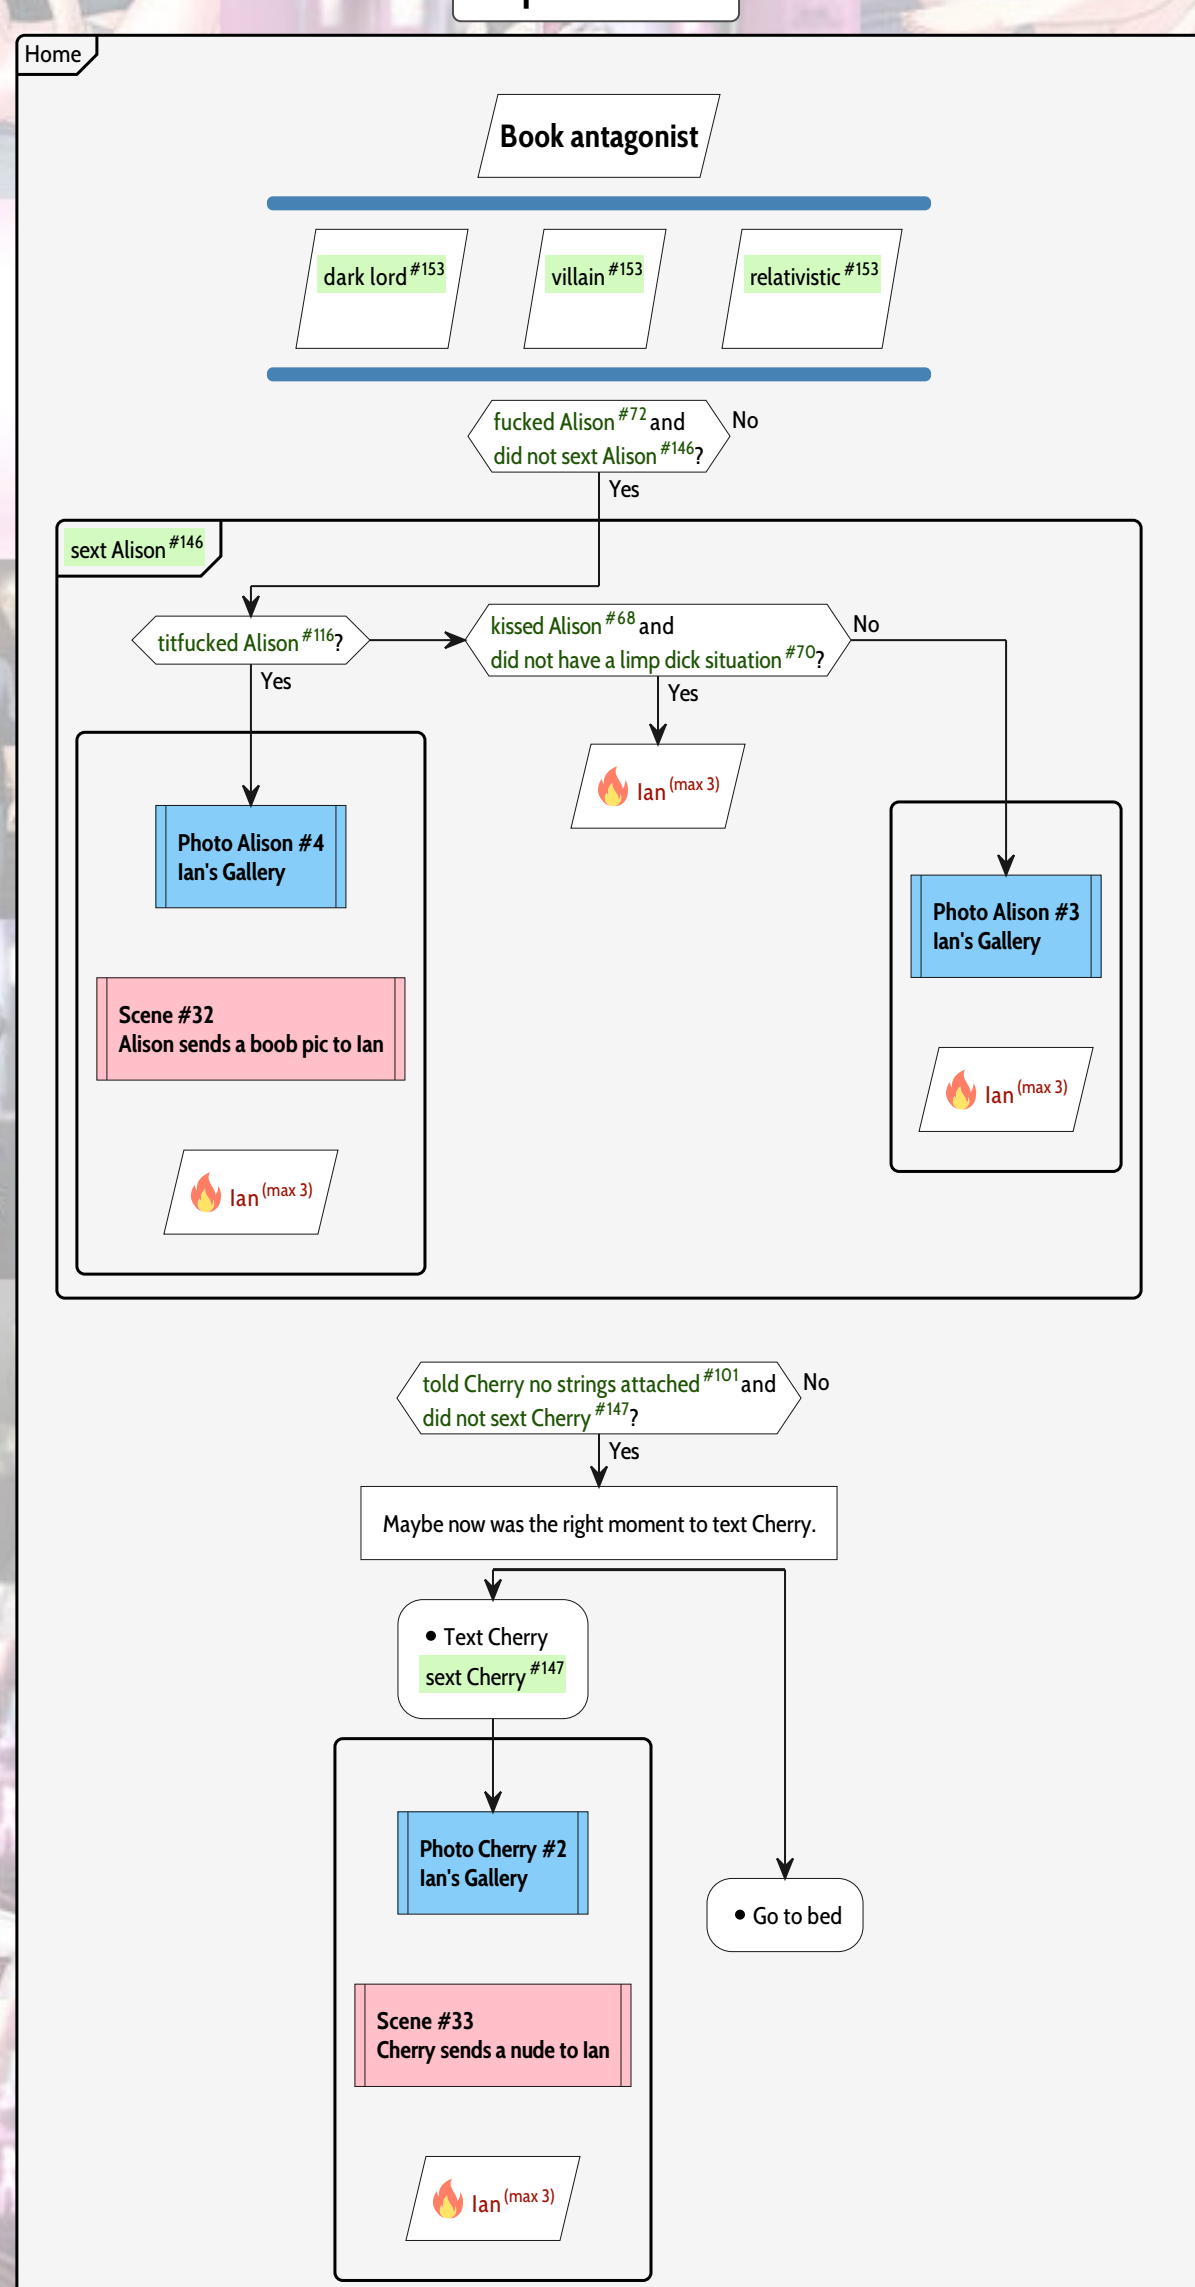 Home
Book antagonist
dark lord #153
villain #153
relativistic #153
fucked Alison #72 and
did not sext Alison #146?
No
Yes
sext Alison #146
titfucked Alison #116?
Yes
kissed Alison #68 and
did not have a limp dick situation #70?
No
Yes
Ian (max 3)
Photo Alison #4
Ian's Gallery
Scene #32
Alison sends a boob pic to Ian
Ian (max 3)
Photo Alison #3
Ian's Gallery
Ian (max 3)
told Cherry no strings attached #101 and
did not sext Cherry #147?
No
Yes
Maybe now was the right moment to text Cherry.
• Text Cherry
sext Cherry #147
Photo Cherry #2
Ian's Gallery
Scene #33
Cherry sends a nude to Ian
Ian (max 3)
• Go to bed